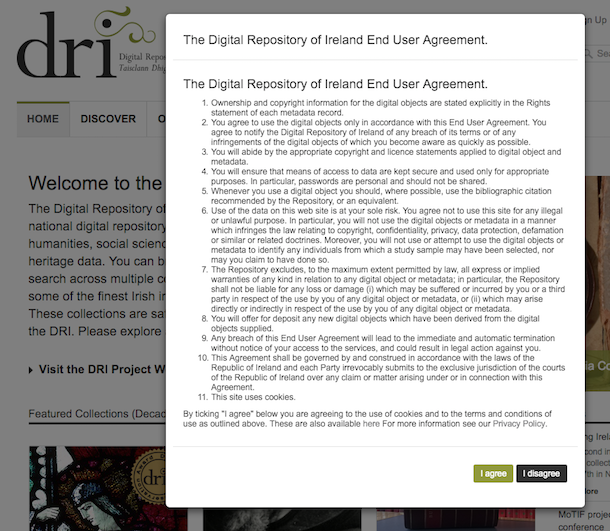 The Digital Repository of Ireland End User Agreement.
dri
Digital Repo
Taisclann Dhi
gn Up
Se
HOME
DISCOVER
O
The Digital Repository of Ireland End User Agreement.
1. Ownership and copyright information for the digital objects are stated explicitly in the Rights
statement of each metadata record.
2. You agree to use the digital objects only in accordance with this End User Agreement. You
agree to notify the Digital Repository of Ireland of any breach of its terms or of any
infringements of the digital objects of which you become aware as quickly as possible.
3. You will abide by the appropriate copyright and licence statements applied to digital object and
metadata.
4. You will ensure that means of access to data are kept secure and used only for appropriate
purposes. In particular, passwords are personal and should not be shared.
5. Whenever you use a digital object you should, where possible, use the bibliographic citation
recommended by the Repository, or an equivalent.
6. Use of the data on this web site is at your sole risk. You agree not to use this site for any illegal
or unlawful purpose. In particular, you will not use the digital objects or metadata in a manner
which infringes the law relating to copyright, confidentiality, privacy, data protection, defamation
or similar or related doctrines. Moreover, you will not use or attempt to use the digital objects or
metadata to identify any individuals from which a study sample may have been selected, nor
may you claim to have done so.
7. The Repository excludes, to the maximum extent permitted by law, all express or implied
warranties of any kind in relation to any digital object or metadata; in particular, the Repository
shall not be liable for any loss or damage (i) which may be suffered or incurred by you or a third
party in respect of the use by you of any digital object or metadata, or (ii) which may arise
directly or indirectly in respect of the use by you of any digital object or metadata.
8. You will offer for deposit any new digital objects which have been derived from the digital
objects supplied.
9. Any breach of this End User Agreement will lead to the immediate and automatic termination
without notice of your access to the services, and could result in legal action against you.
10. This Agreement shall be governed by and construed in accordance with the laws of the
Republic of Ireland and each Party irrevocably submits to the exclusive jurisdiction of the courts
of the Republic of Ireland over any claim or matter arising under or in connection with this
Agreement.
11. This site uses cookies.
By ticking "I agree" below you are agreeing to the use of cookies and to the terms and conditions of
use as outlined above. These are also available here For more information see our Privacy Policy.
I agree
I disagree
Welcome to the
The Digital Repository of
national digital repository
humanities, social scienc
heritage data. You can b
search across multiple c
some of the finest Irish in
These collections are sa
the DRI. Please explore
Visit the DRI Project W
Featured Collections (Decad
dri
ia Co
ng Irel
cond in
collect
7th in N
lore
MoTIF projec
conference